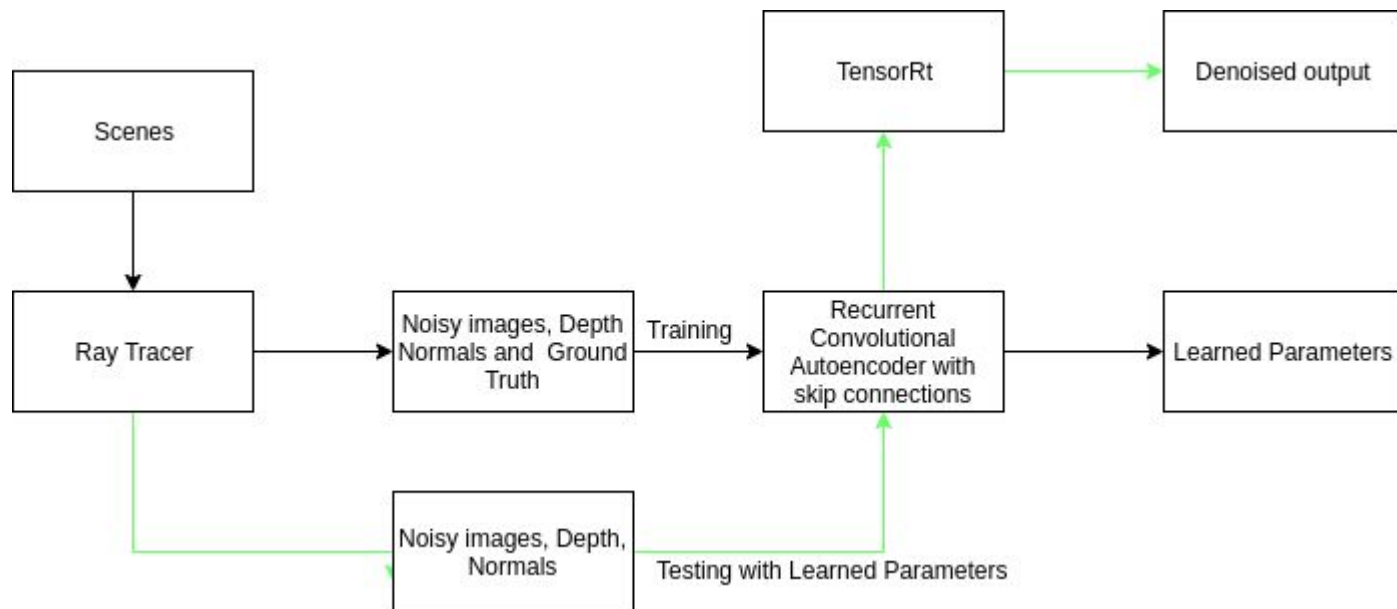 TensorRt
Denoised output
Scenes
Ray Tracer
Noisy images, Depth
Normals and Ground
Truth
Training
Recurrent
Convolutional
Autoencoder with
skip connections
Learned Parameters
Noisy images, Depth,
Normals
Testing with Learned Parameters